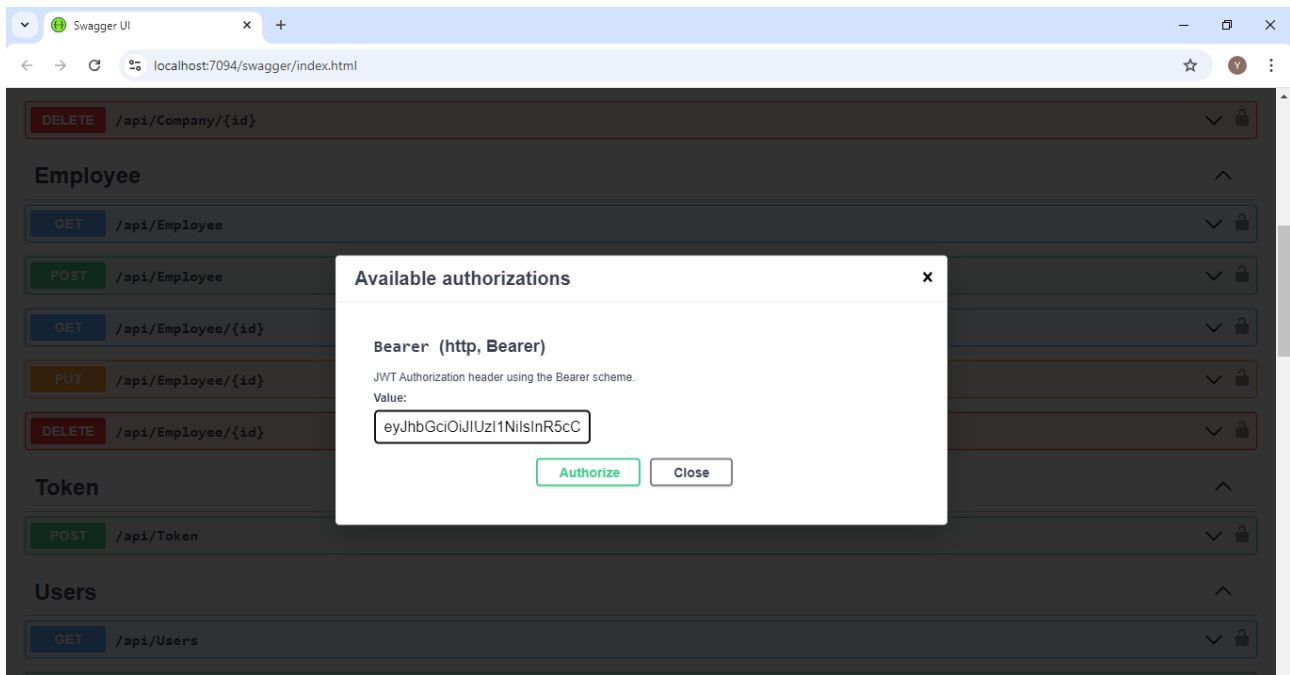 Swagger UI
localhost:7094/swagger/index.html
Y
DELETE /api/Company/{id}
Employee
GET /api/Employee
POST /api/Employee
Available authorizations
GET /api/Employee/{id}
Bearer (http, Bearer)
PUT /api/Employee/{id}
JWT Authorization header using the Bearer scheme.
Value:
eyJhbGciOiJIUzI1NiIsInR5cC
DELETE /api/Employee/{id}
Authorize Close
Token
POST /api/Token
Users
GET /api/Users